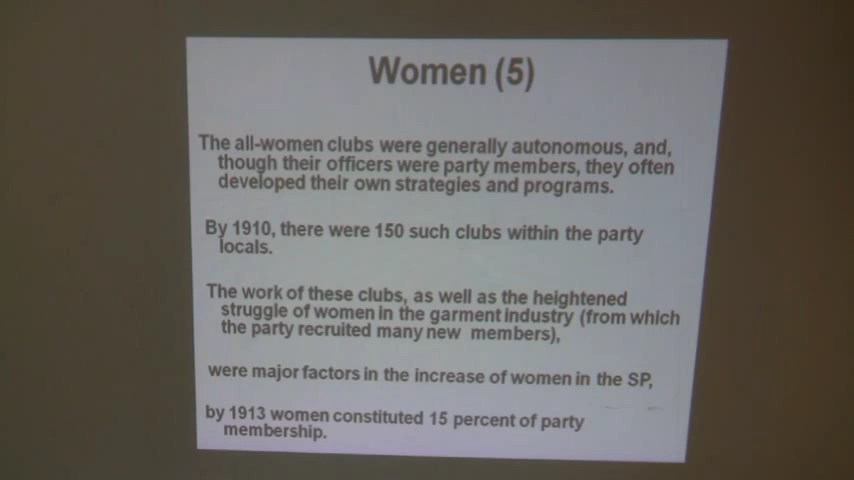 Women (5)
The all-women clubs were generally autonomous, and,
though their officers were party members, they often
developed their own strategies and programs.
By 1910, there were 150 such clubs within the party
locals.
The work of these clubs, as well as the heightened
struggle of women in the garment industry (from which
the party recruited many new members),
were major factors in the increase of women in the SP,
by 1913 women constituted 15 percent of party
membership.